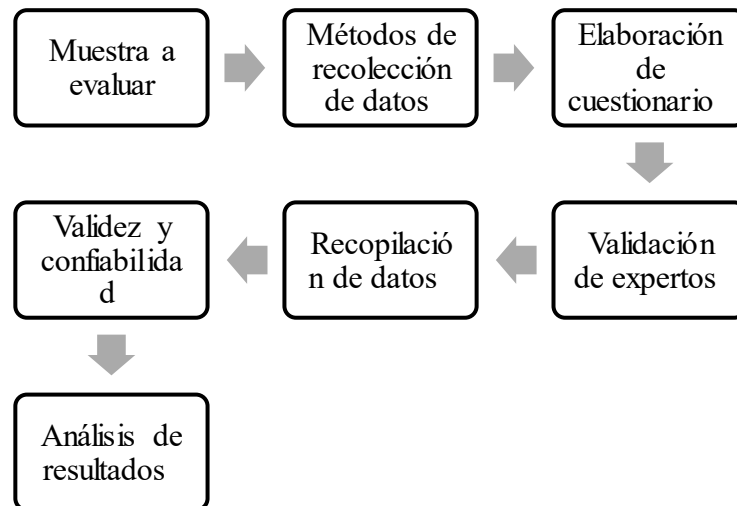 Muestra a
evaluar
Métodos de
recolección
de datos
Elaboración
de
cuestionario
Validación
de expertos
Recopilació
n de datos
Validez y
confiabilida
d
Análisis de
resultados